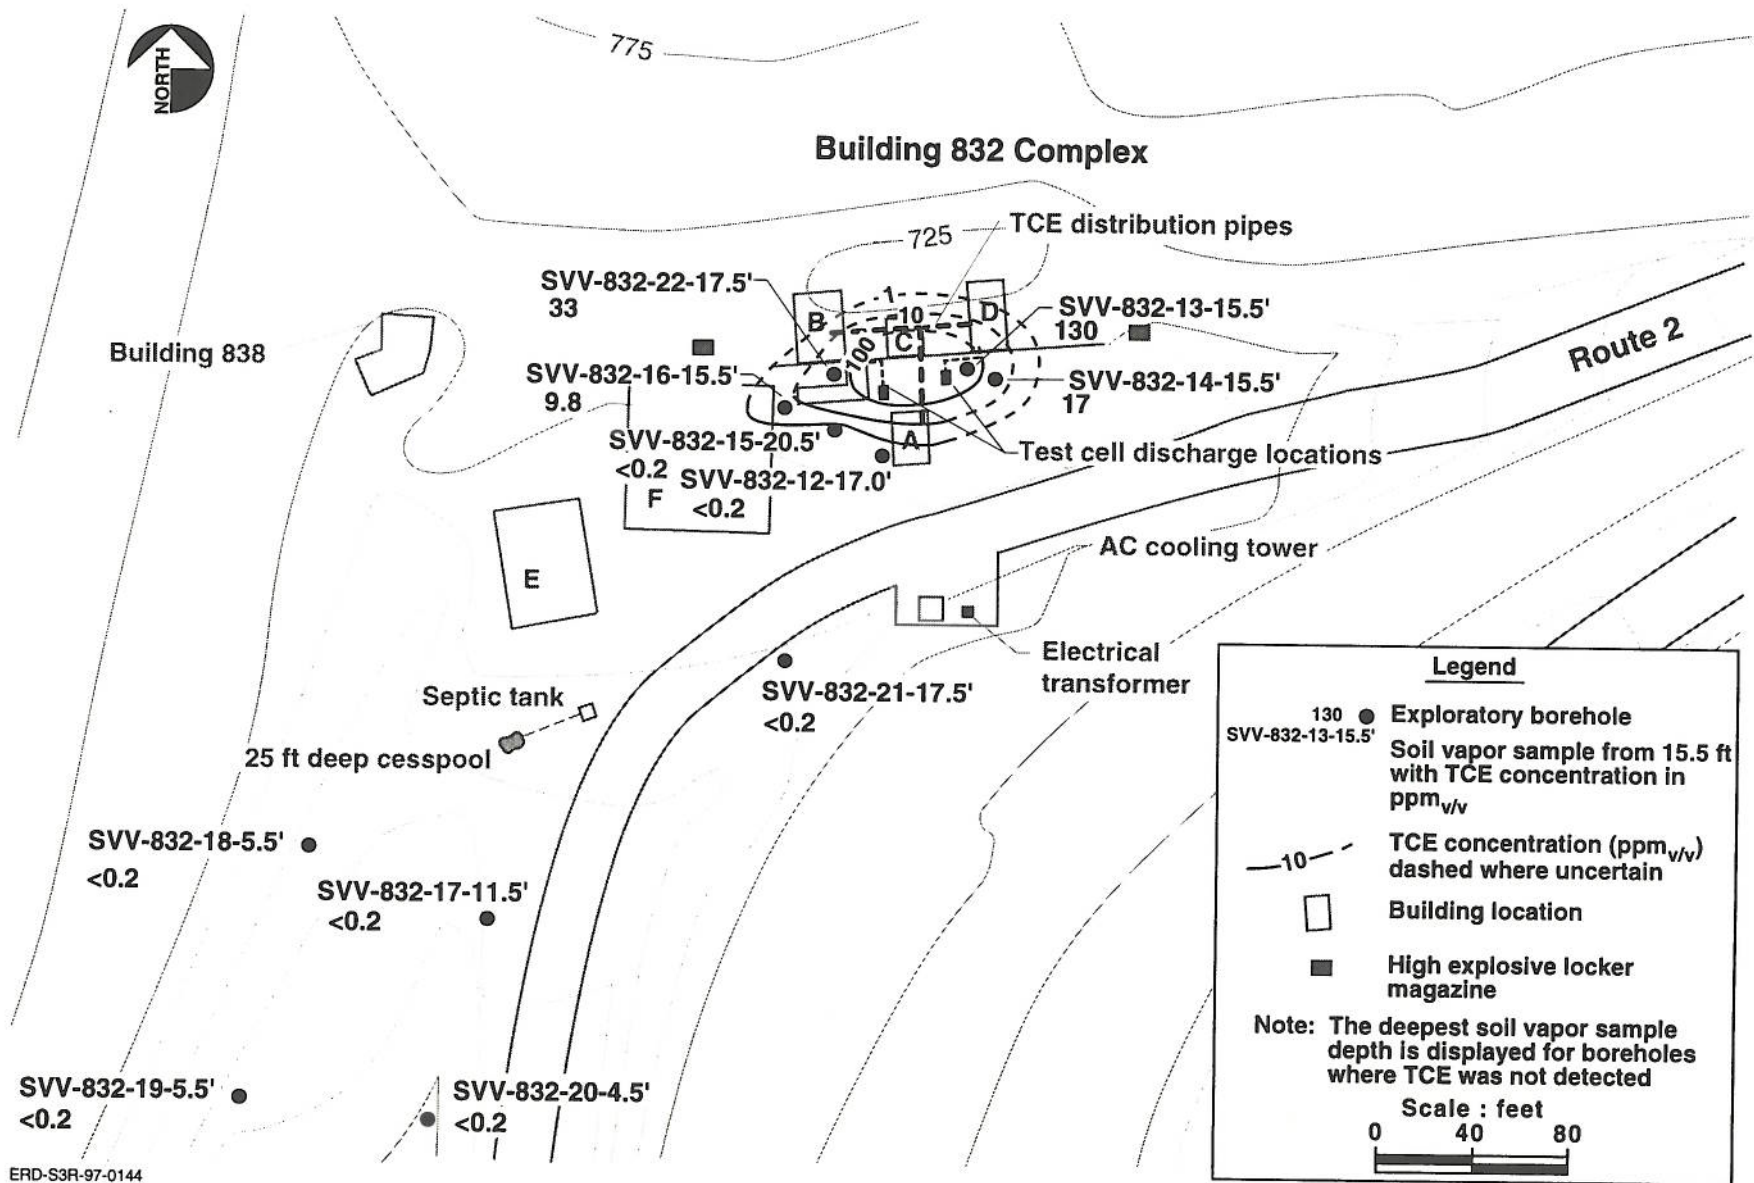 NORTH
775
Building 832 Complex
TCE distribution pipes
725
SVV-832-22-17.5'
33
1
10
100
B
C
D
SVV-832-13-15.5'
130
Route 2
Building 838
SVV-832-16-15.5'
9.8
SVV-832-14-15.5'
17
SVV-832-15-20.5'
<0.2
A
Test cell discharge locations
SVV-832-12-17.0'
<0.2
F
E
AC cooling tower
Electrical
transformer
Septic tank
25 ft deep cesspool
SVV-832-21-17.5'
<0.2
SVV-832-18-5.5'
<0.2
SVV-832-17-11.5'
<0.2
SVV-832-19-5.5'
<0.2
SVV-832-20-4.5'
<0.2
Legend
130
SVV-832-13-15.5'
Exploratory borehole
Soil vapor sample from 15.5 ft
with TCE concentration in
ppmv/v
10
TCE concentration (ppmv/v)
dashed where uncertain
Building location
High explosive locker
magazine
Note: The deepest soil vapor sample
depth is displayed for boreholes
where TCE was not detected
Scale : feet
0 40 80
ERD-S3R-97-0144